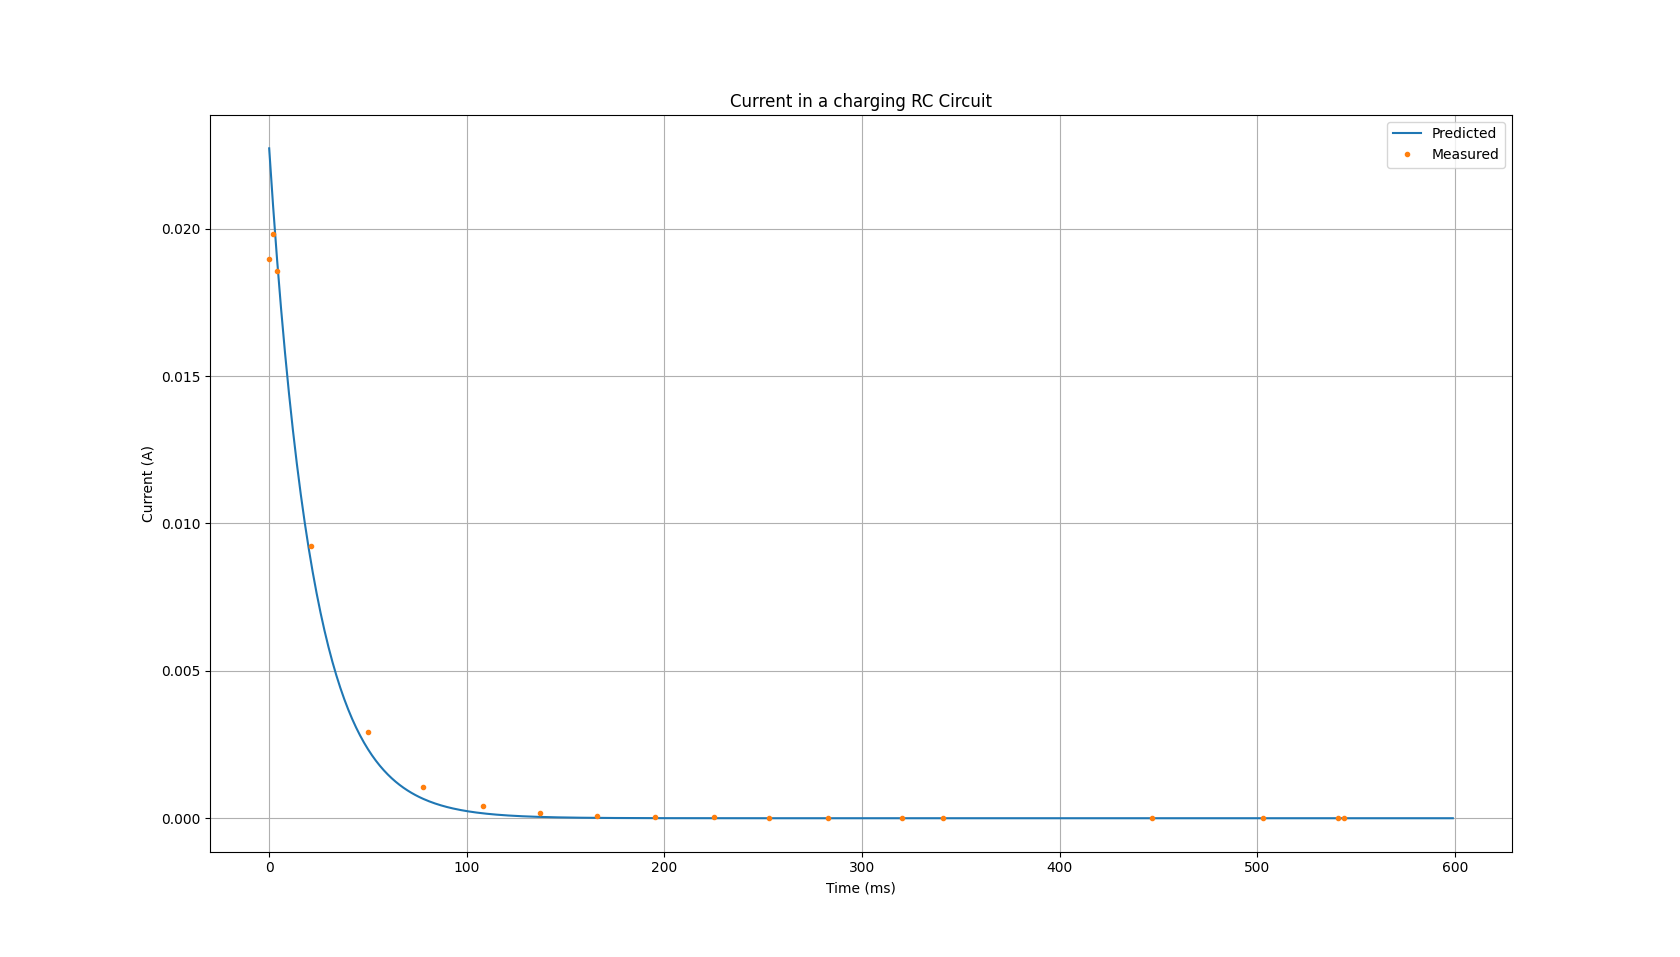 Current in a charging RC Circuit
Predicted
Measured
0.020
0.015
0.010
0.005
0.000
Current (A)
0 100 200 300 400 500 600
Time (ms)